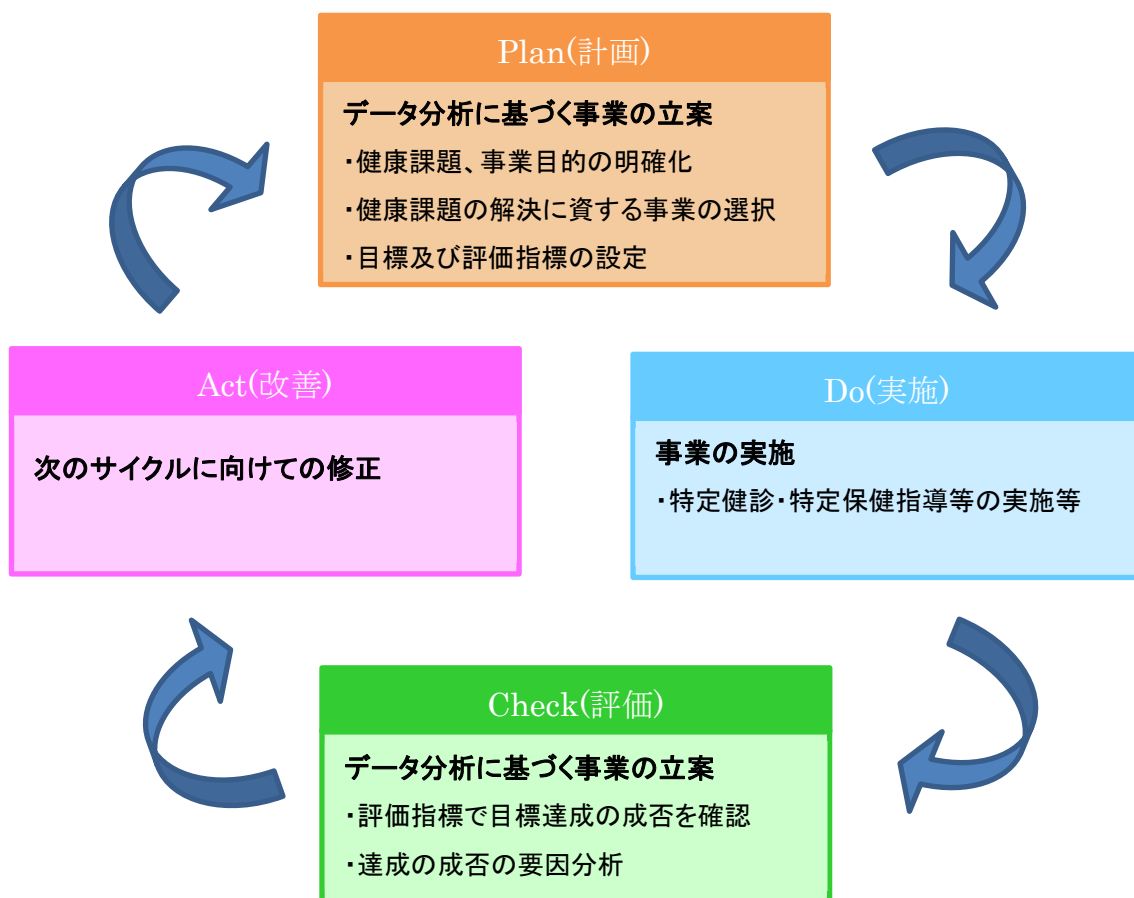 Plan(計画)
データ分析に基づく事業の立案
・健康課題、事業目的の明確化
・健康課題の解決に資する事業の選択
・目標及び評価指標の設定
Act(改善)
次のサイクルに向けての修正
Do(実施)
事業の実施
・特定健診・特定保健指導等の実施等
Check(評価)
データ分析に基づく事業の立案
・評価指標で目標達成の成否を確認
・達成の成否の要因分析